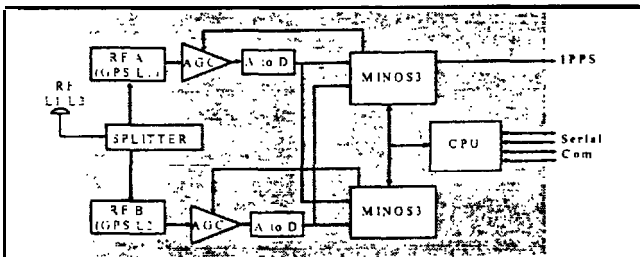 RF A
(GPS L1)
AGC
A to D
MINOS3
1PPS
RF
L1 L2
SPLITTER
CPU
Serial
Com
RF B
(GPS L2
AGC
A to D
MINOS3